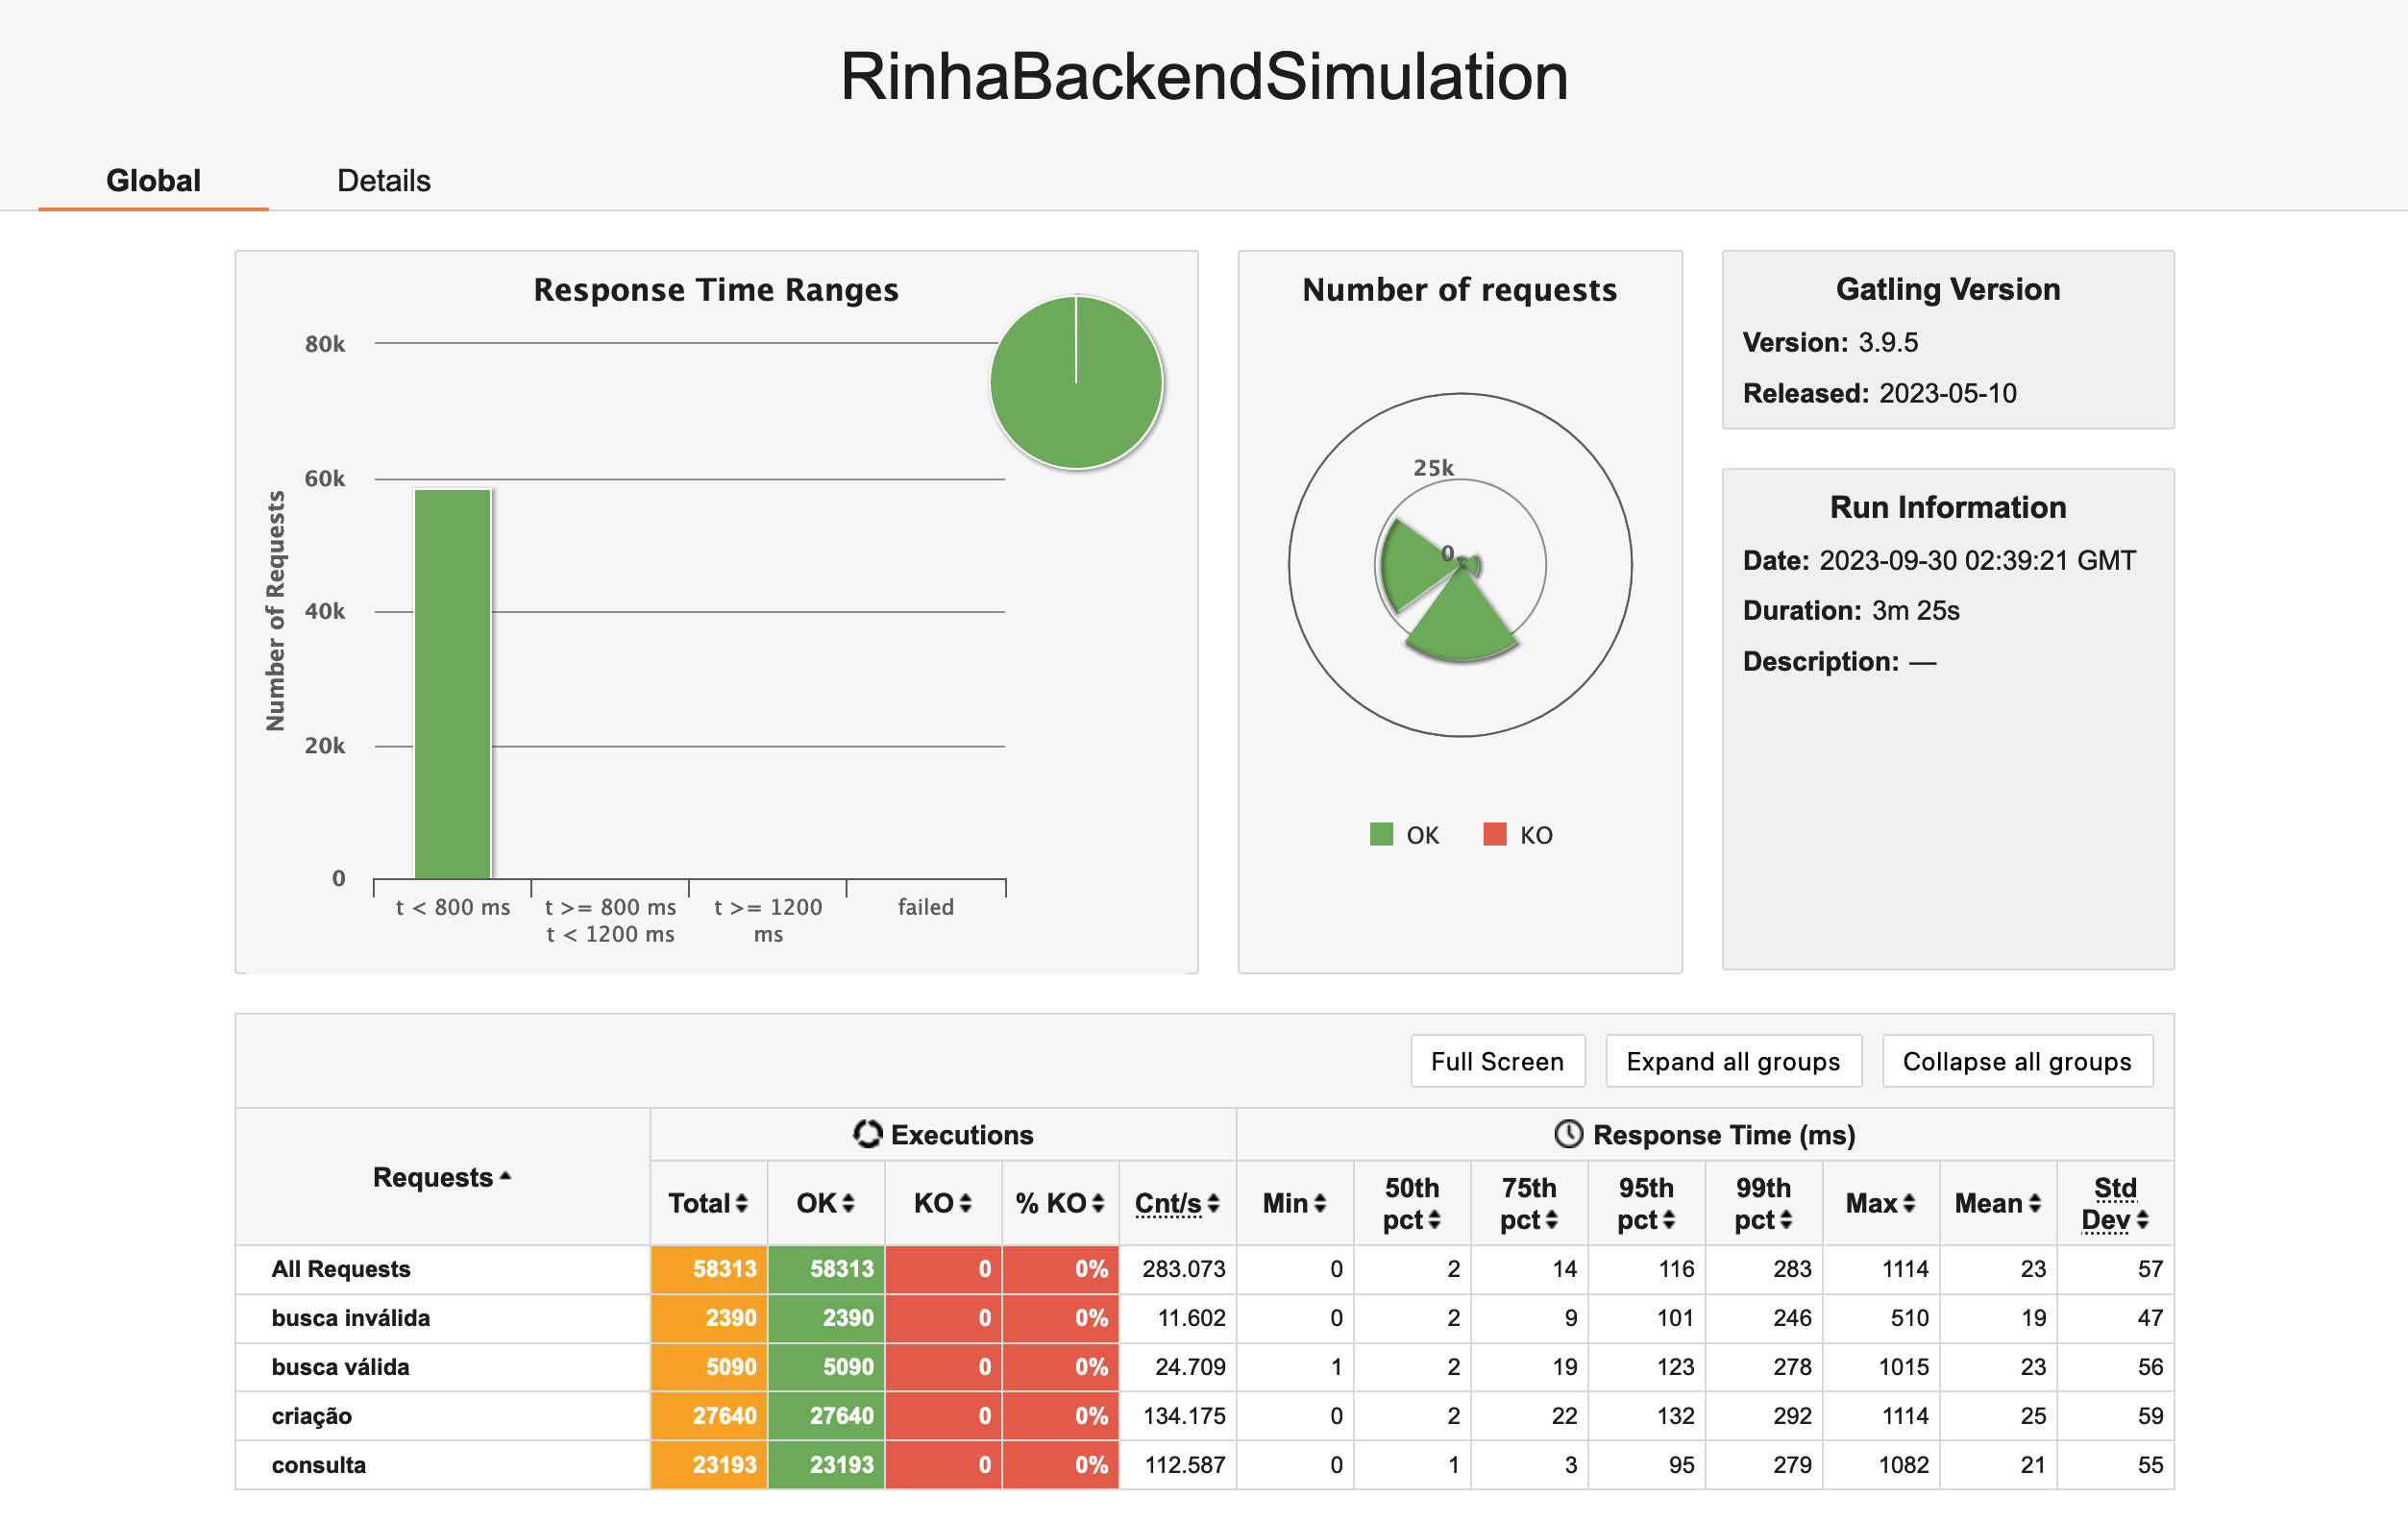 RinhaBackendSimulation
Global
Details
Response Time Ranges
80k
60k
40k
20k
0
Number of Requests
t < 800 ms
t >= 800 ms
t < 1200 ms
t >= 1200
ms
failed
Number of requests
25k
0
OK
KO
Gatling Version
Version: 3.9.5
Released: 2023-05-10
Run Information
Date: 2023-09-30 02:39:21 GMT
Duration: 3m 25s
Description: —
Full Screen
Expand all groups
Collapse all groups
Requests
Executions
Response Time (ms)
Total
OK
KO
% KO
Cnt/s
Min
50th
pct
75th
pct
95th
pct
99th
pct
Max
Mean
Std
Dev
All Requests 58313 58313 0 0% 283.073 0 2 14 116 283 1114 23 57
busca inválida 2390 2390 0 0% 11.602 0 2 9 101 246 510 19 47
busca válida 5090 5090 0 0% 24.709 1 2 19 123 278 1015 23 56
criação 27640 27640 0 0% 134.175 0 2 22 132 292 1114 25 59
consulta 23193 23193 0 0% 112.587 0 1 3 95 279 1082 21 55